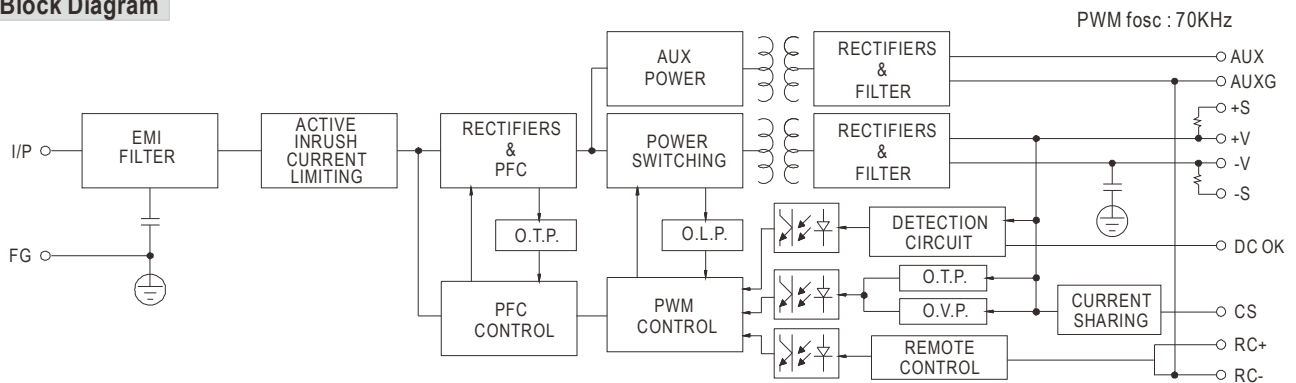 Block Diagram
PWM fosc : 70KHz
AUX
POWER
RECTIFIERS
&
FILTER
AUX
AUXG
+S
I/P
EMI
FILTER
ACTIVE
INRUSH
CURRENT
LIMITING
RECTIFIERS
&
PFC
POWER
SWITCHING
RECTIFIERS
&
FILTER
+V
-V
-S
FG
O.T.P.
O.L.P.
DETECTION
CIRCUIT
DC OK
PFC
CONTROL
PWM
CONTROL
O.T.P.
O.V.P.
CURRENT
SHARING
CS
REMOTE
CONTROL
RC+
RC-